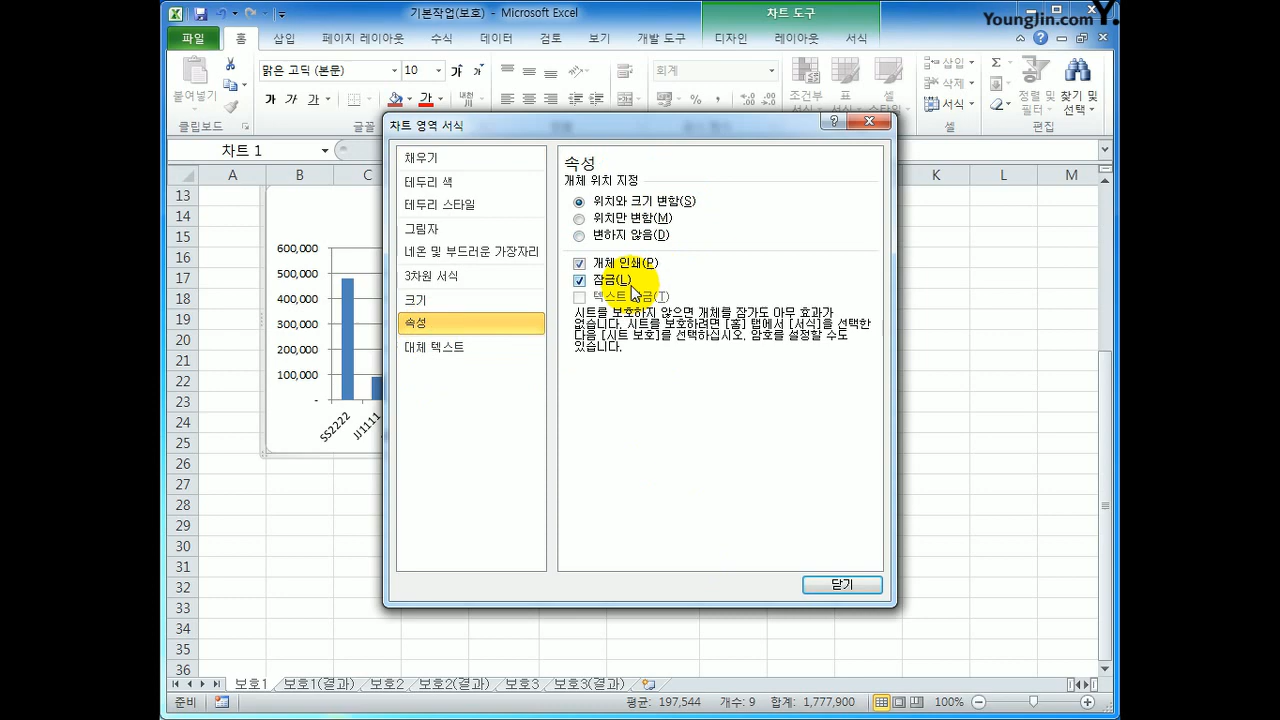 기본작업(보호) - Microsoft Excel
차트 도구
YoungJin.com Y.
파일 홈 삽입 페이지 레이아웃 수식 데이터 검토 보기 개발 도구 디자인 레이아웃 서식
붙여넣기
클립보드
맑은 고딕 (본문) 10
가 가 가 가 가 가
글꼴
회계
% ,
조건부
표
셀
삽입
삭제
서식
셀
Σ
정렬 및
필터
찾기 및
선택
편집
차트 1
A B C K L M
13
14
15
16
17
18
19
20
21
22
23
24
25
26
27
28
29
30
31
32
33
34
35
36
600,000
500,000
400,000
300,000
200,000
100,000
-
SS2222
JJ1111
차트 영역 서식
채우기
테두리 색
테두리 스타일
그림자
네온 및 부드러운 가장자리
3차원 서식
크기
속성
대체 텍스트
속성
개체 위치 지정
위치와 크기 변함(S)
위치만 변함(M)
변하지 않음(D)
개체 인쇄(P)
잠금(L)
텍스트 잠금(T)
시트를 보호하지 않으면 개체를 잠가도 아무 효과가
없습니다. 시트를 보호하려면 [홈] 탭에서 [서식]을 선택한
다음 [시트 보호]를 선택하십시오. 암호를 설정할 수도
있습니다.
닫기
보호1 보호1(결과) 보호2 보호2(결과) 보호3 보호3(결과)
준비
평균: 197,544 개수: 9 합계: 1,777,900
100%